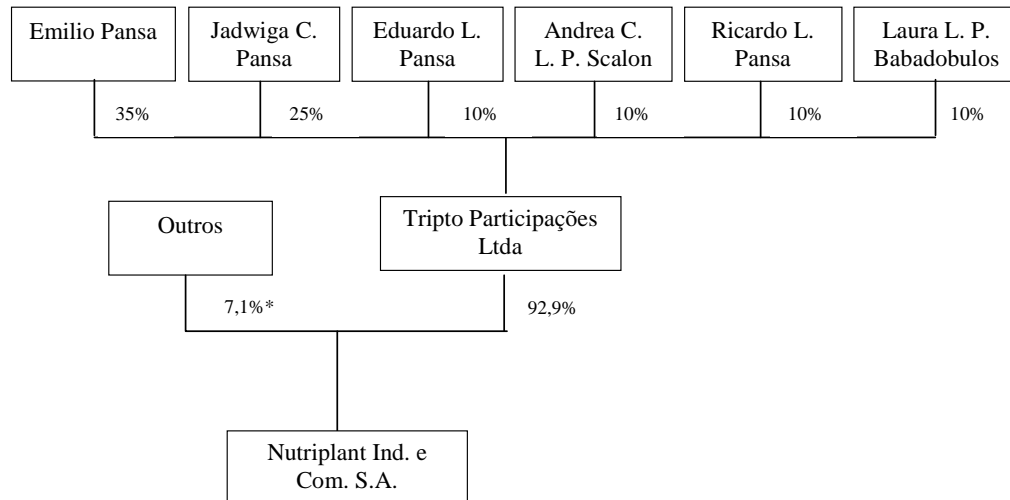 Emilio Pansa
Jadwiga C.
Pansa
Eduardo L.
Pansa
Andrea C.
L. P. Scalon
Ricardo L.
Pansa
Laura L. P.
Babadobulos
35%
25%
10%
10%
10%
10%
Outros
Tripto Participações
Ltda
7,1%*
92,9%
Nutriplant Ind. e
Com. S.A.